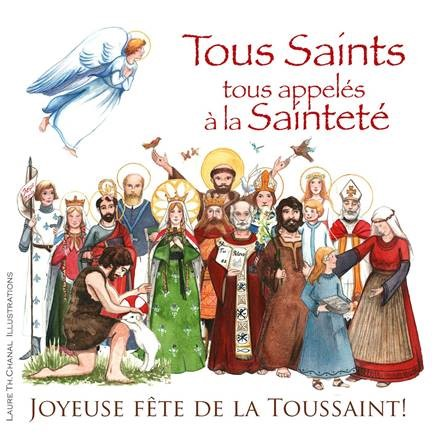 Tous Saints
tous appelés
à la Sainteté
LAURE TH.CHANAL ILLUSTRATIONS
JOYEUSE FÊTE DE LA TOUSSAINT!